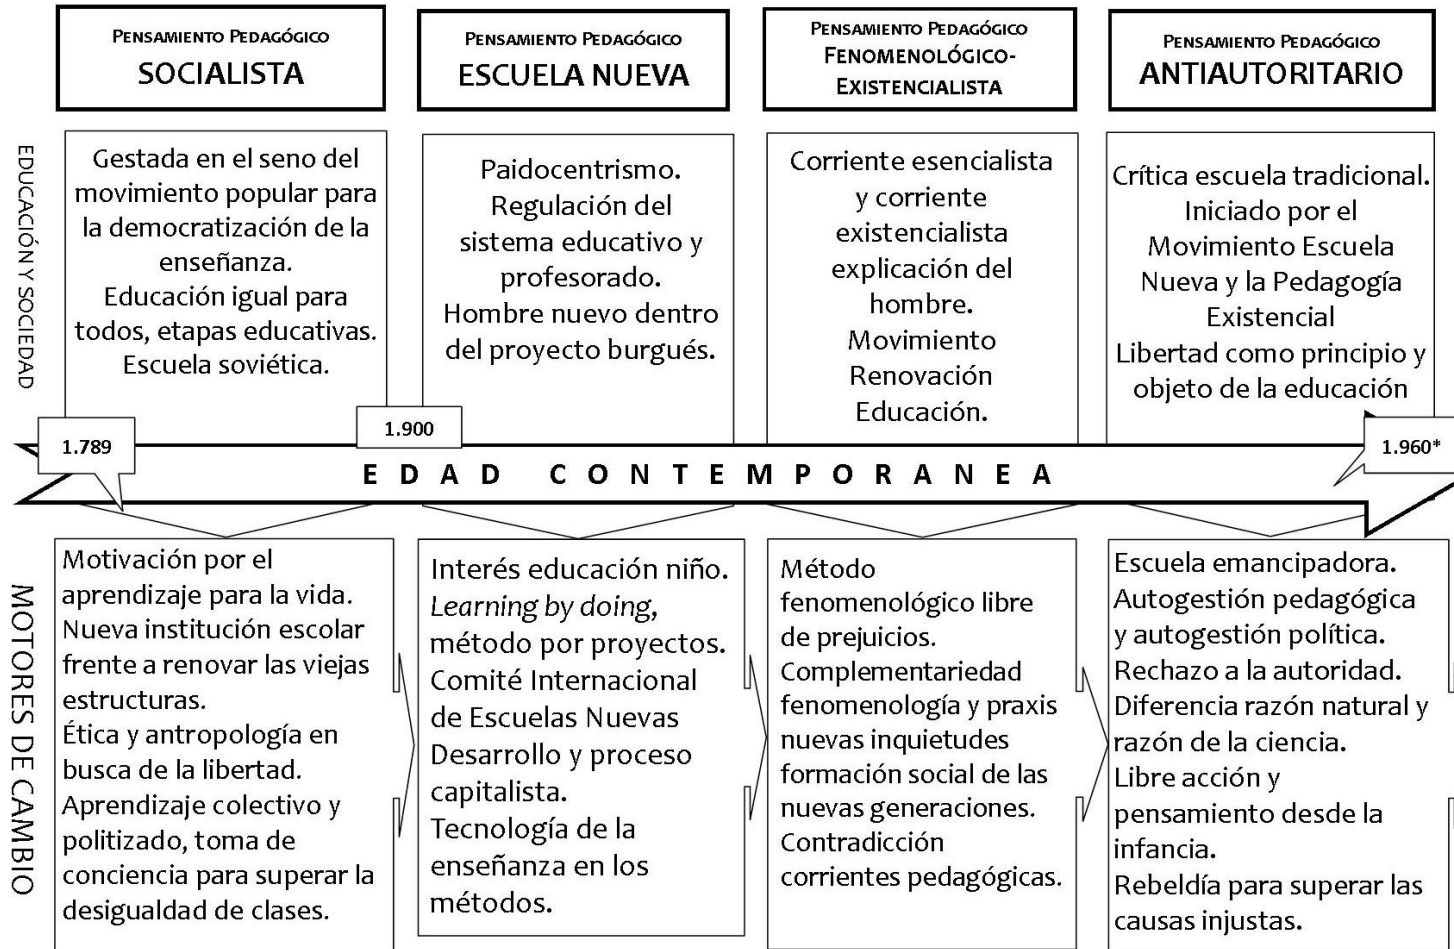 PENSAMIENTO PEDAGÓGICO
SOCIALISTA
PENSAMIENTO PEDAGÓGICO
ESCUELA NUEVA
PENSAMIENTO PEDAGÓGICO
FENOMENOLÓGICO-
EXISTENCIALISTA
PENSAMIENTO PEDAGÓGICO
ANTIAUTORITARIO
EDUCACIÓN Y SOCIEDAD
Gestada en el seno del
movimiento popular para
la democratización de la
enseñanza.
Educación igual para
todos, etapas educativas.
Escuela soviética.
Paidocentrismo.
Regulación del
sistema educativo y
profesorado.
Hombre nuevo dentro
del proyecto burgués.
Corriente esencialista
y corriente
existencialista
explicación del
hombre.
Movimiento
Renovación
Educación.
Crítica escuela tradicional.
Iniciado por el
Movimiento Escuela
Nueva y la Pedagogía
Existencial
Libertad como principio y
objeto de la educación
1.789
1.900
1.960*
EDAD CONTEMPORANEA
MOTORES DE CAMBIO
Motivación por el
aprendizaje para la vida.
Nueva institución escolar
frente a renovar las viejas
estructuras.
Ética y antropología en
busca de la libertad.
Aprendizaje colectivo y
politizado, toma de
conciencia para superar la
desigualdad de clases.
Interés educación niño.
Learning by doing,
método por proyectos.
Comité Internacional
de Escuelas Nuevas
Desarrollo y proceso
capitalista.
Tecnología de la
enseñanza en los
métodos.
Método
fenomenológico libre
de prejuicios.
Complementariedad
fenomenología y praxis
nuevas inquietudes
formación social de las
nuevas generaciones.
Contradicción
corrientes pedagógicas.
Escuela emancipadora.
Autogestión pedagógica
y autogestión política.
Rechazo a la autoridad.
Diferencia razón natural y
razón de la ciencia.
Libre acción y
pensamiento desde la
infancia.
Rebeldía para superar las
causas injustas.